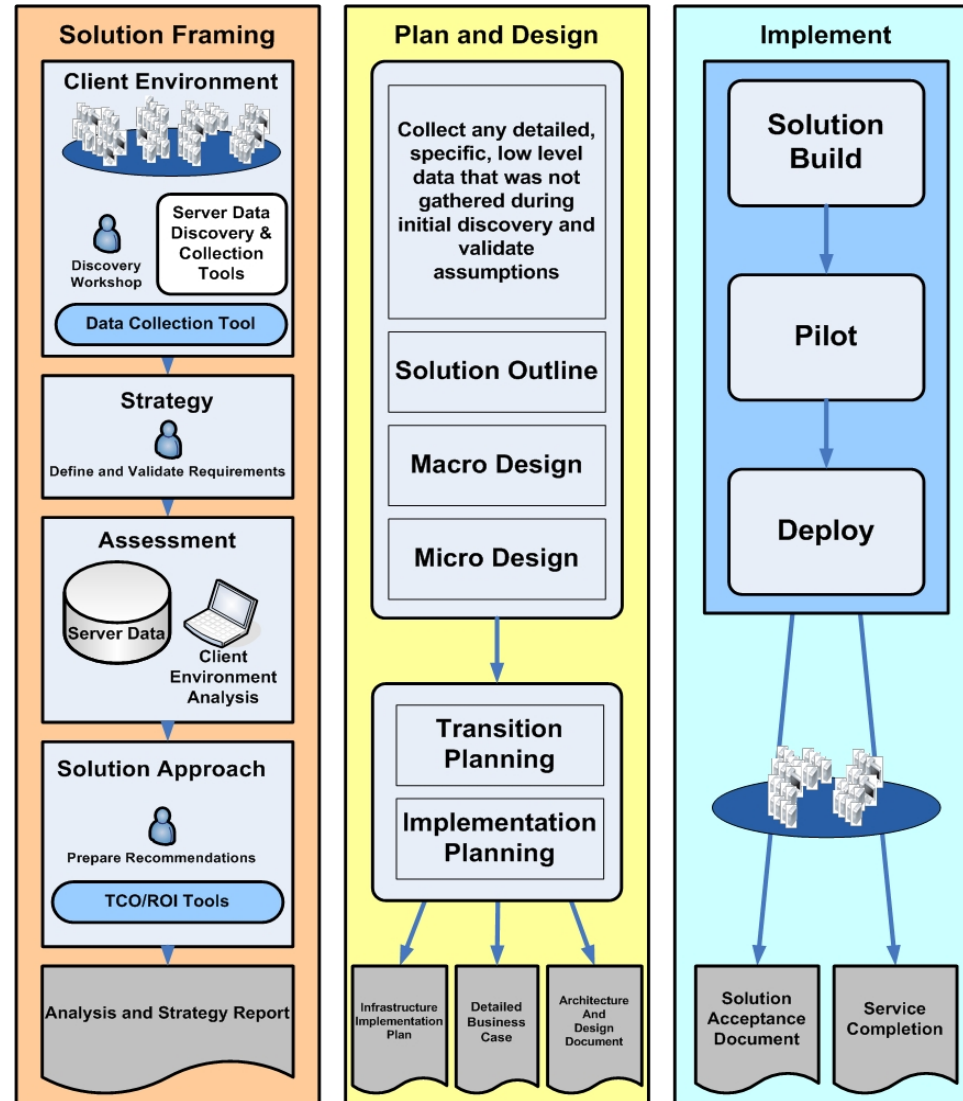 Solution Framing
Client Environment
Discovery
Workshop
Server Data
Discovery &
Collection
Tools
Data Collection Tool
Strategy
Define and Validate Requirements
Assessment
Server Data
Client
Environment
Analysis
Solution Approach
Prepare Recommendations
TCO/ROI Tools
Analysis and Strategy Report
Plan and Design
Collect any detailed,
specific, low level
data that was not
gathered during
initial discovery and
validate
assumptions
Solution Outline
Macro Design
Micro Design
Transition
Planning
Implementation
Planning
Infrastructure
Implementation
Plan
Detailed
Business
Case
Architecture
And
Design
Document
Implement
Solution
Build
Pilot
Deploy
Solution
Acceptance
Document
Service
Completion